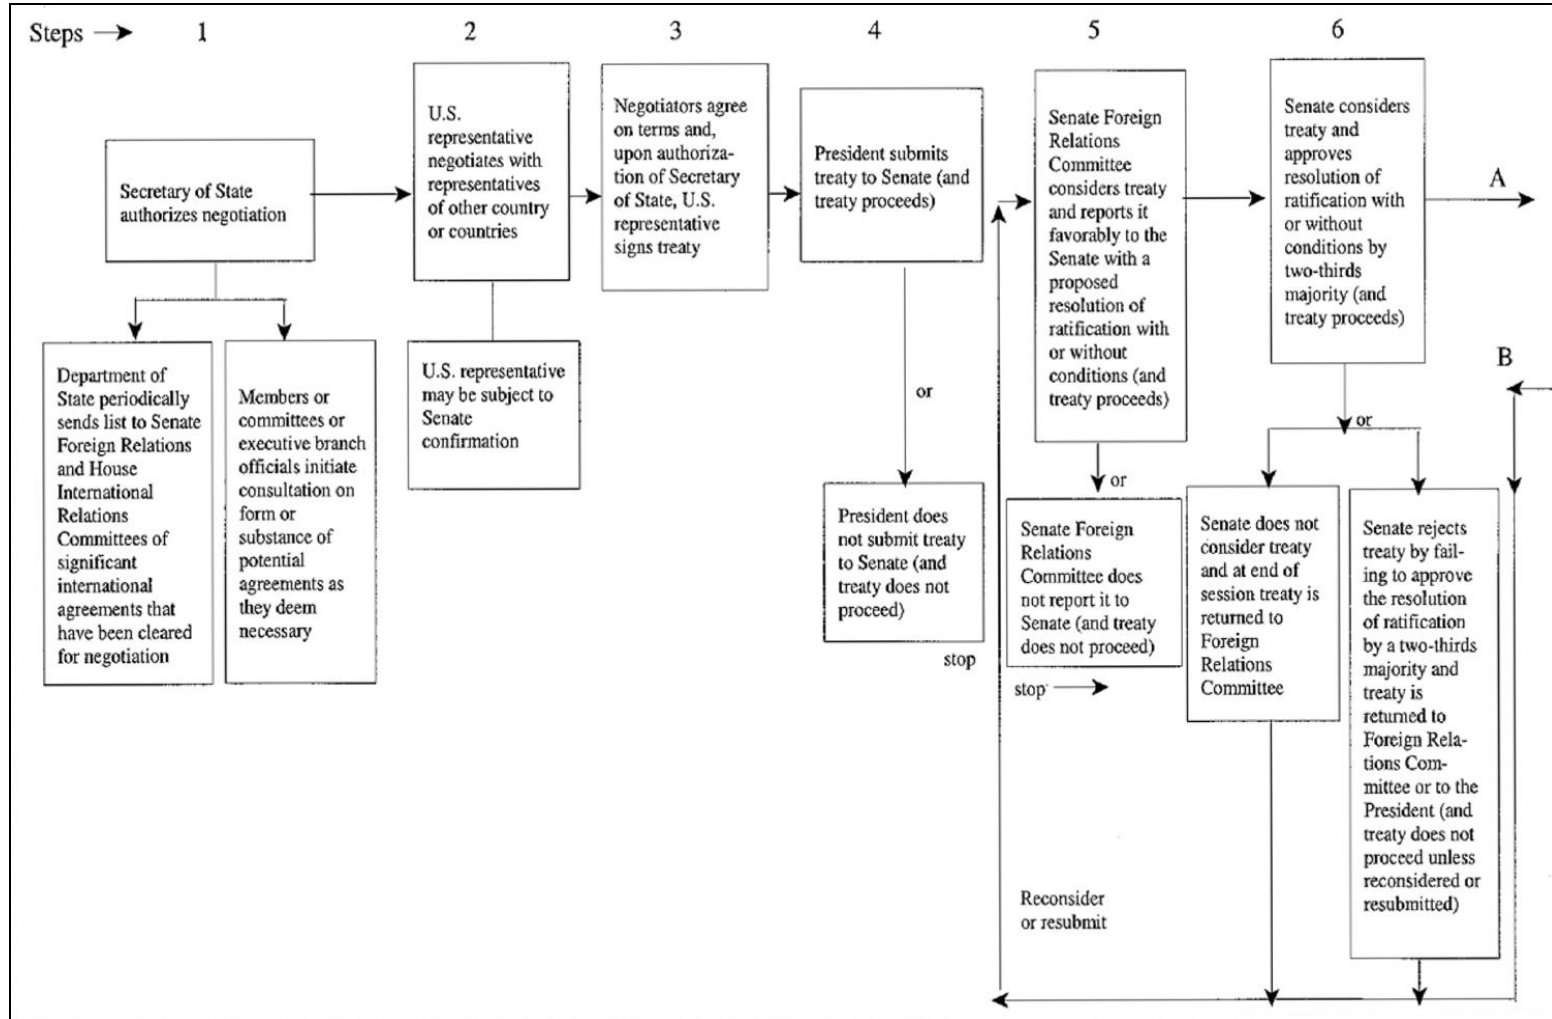 Steps → 1 2 3 4 5 6
Secretary of State
authorizes negotiation
Department of
State periodically
sends list to Senate
Foreign Relations
and House
International
Relations
Committees of
significant
international
agreements that
have been cleared
for negotiation
Members or
committees or
executive branch
officials initiate
consultation on
form or
substance of
potential
agreements as
they deem
necessary
U.S.
representative
negotiates with
representatives
of other country
or countries
U.S. representative
may be subject to
Senate
confirmation
Negotiators agree
on terms and,
upon authoriza-
tion of Secretary
of State, U.S.
representative
signs treaty
President submits
treaty to Senate (and
treaty proceeds)
or
President does
not submit treaty
to Senate (and
treaty does not
proceed)
stop
Senate Foreign
Relations
Committee
considers treaty
and reports it
favorably to the
Senate with a
proposed
resolution of
ratification with
or without
conditions (and
treaty proceeds)
or
Senate Foreign
Relations
Committee does
not report it to
Senate (and treaty
does not proceed)
stop →
Reconsider
or resubmit
Senate considers
treaty and
approves
resolution of
ratification with
or without
conditions by
two-thirds
majority (and
treaty proceeds)
A
B
or
Senate does not
consider treaty
and at end of
session treaty is
returned to
Foreign
Relations
Committee
Senate rejects
treaty by fail-
ing to approve
the resolution
of ratification
by a two-thirds
majority and
treaty is
returned to
Foreign Rela-
tions Com-
mittee or to the
President (and
treaty does not
proceed unless
reconsidered or
resubmitted)